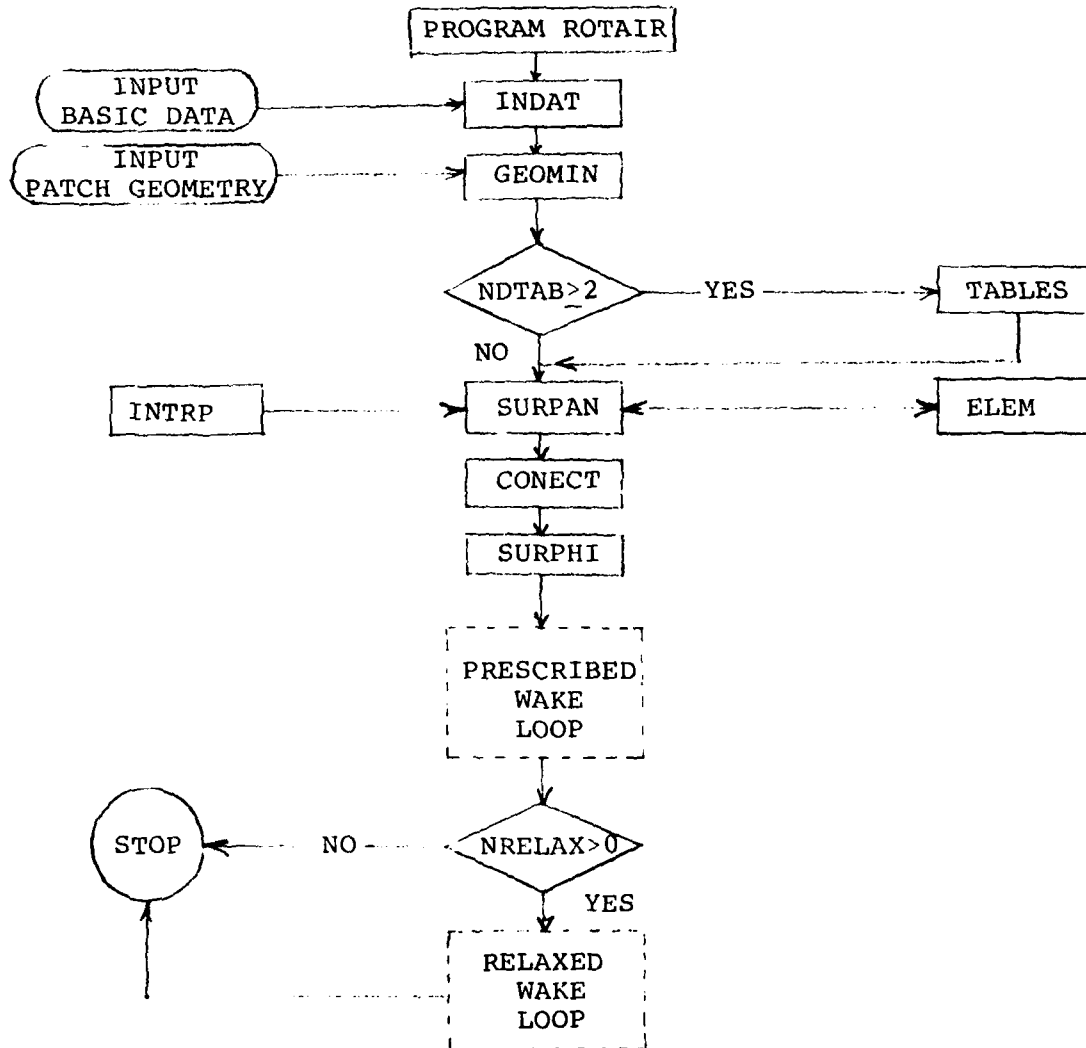 PROGRAM ROTAIR
INPUT
BASIC DATA
INDAT
INPUT
PATCH GEOMETRY
GEOMIN
NDTAB≥2
YES
TABLES
NO
INTRP
SURPAN
ELEM
CONECT
SURPHI
PRESCRIBED
WAKE
LOOP
STOP
NO
NRELAX>0
YES
RELAXED
WAKE
LOOP